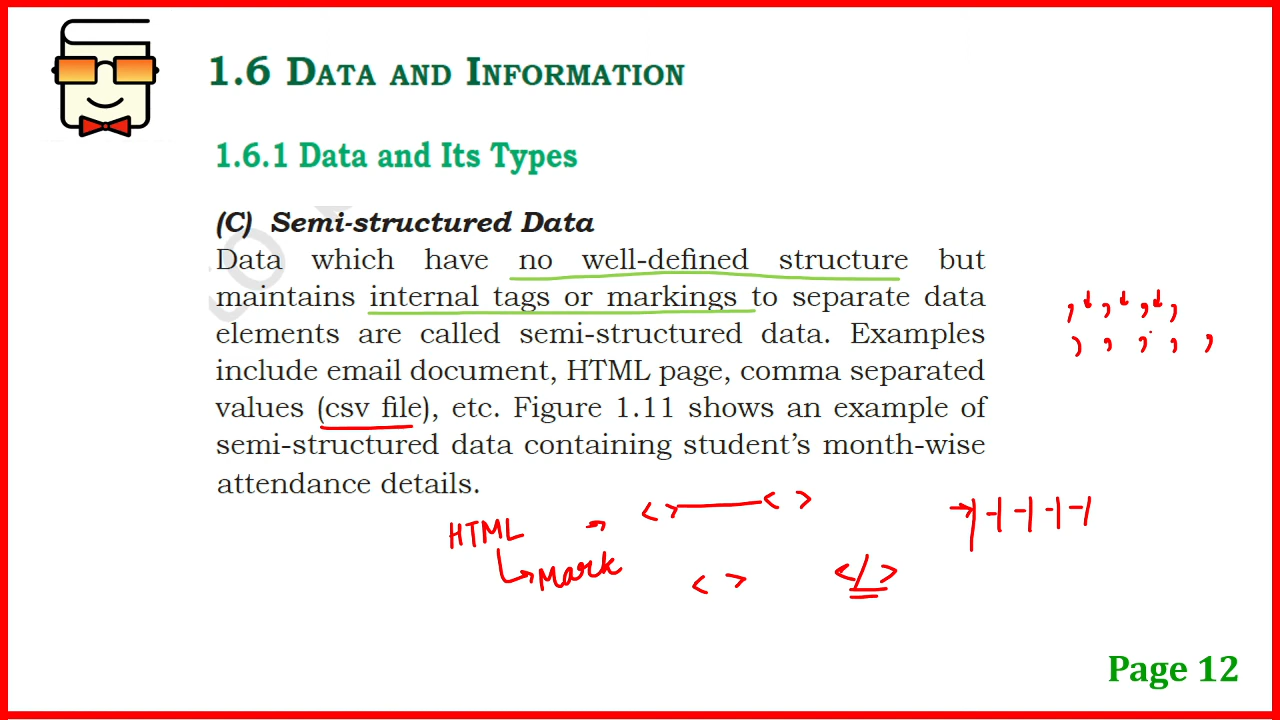 1.6 DATA AND INFORMATION
1.6.1 Data and Its Types
(C) Semi-structured Data
Data which have no well-defined structure but
maintains internal tags or markings to separate data
elements are called semi-structured data. Examples
include email document, HTML page, comma separated
values (csv file), etc. Figure 1.11 shows an example of
semi-structured data containing student's month-wise
attendance details.
, , , ,
, , , , ,
HTML → < > < >
Mark < > </>
Page 12